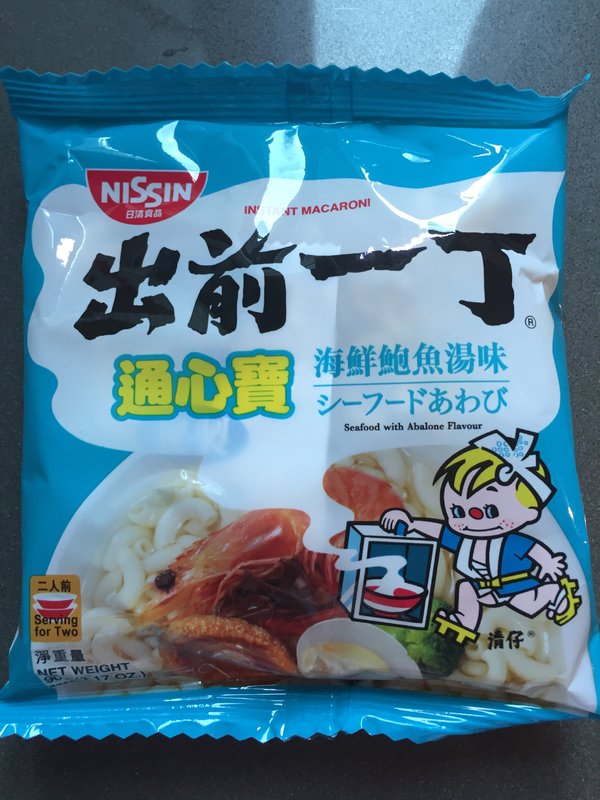 NISSIN
日清食品
INSTANT MACARONI
出前一丁
®
通心寶
海鮮鮑魚湯味
シーフードあわび
Seafood with Abalone Flavour
二人前
Serving
for Two
清仔®
淨重量
NET WEIGHT
OZ.)